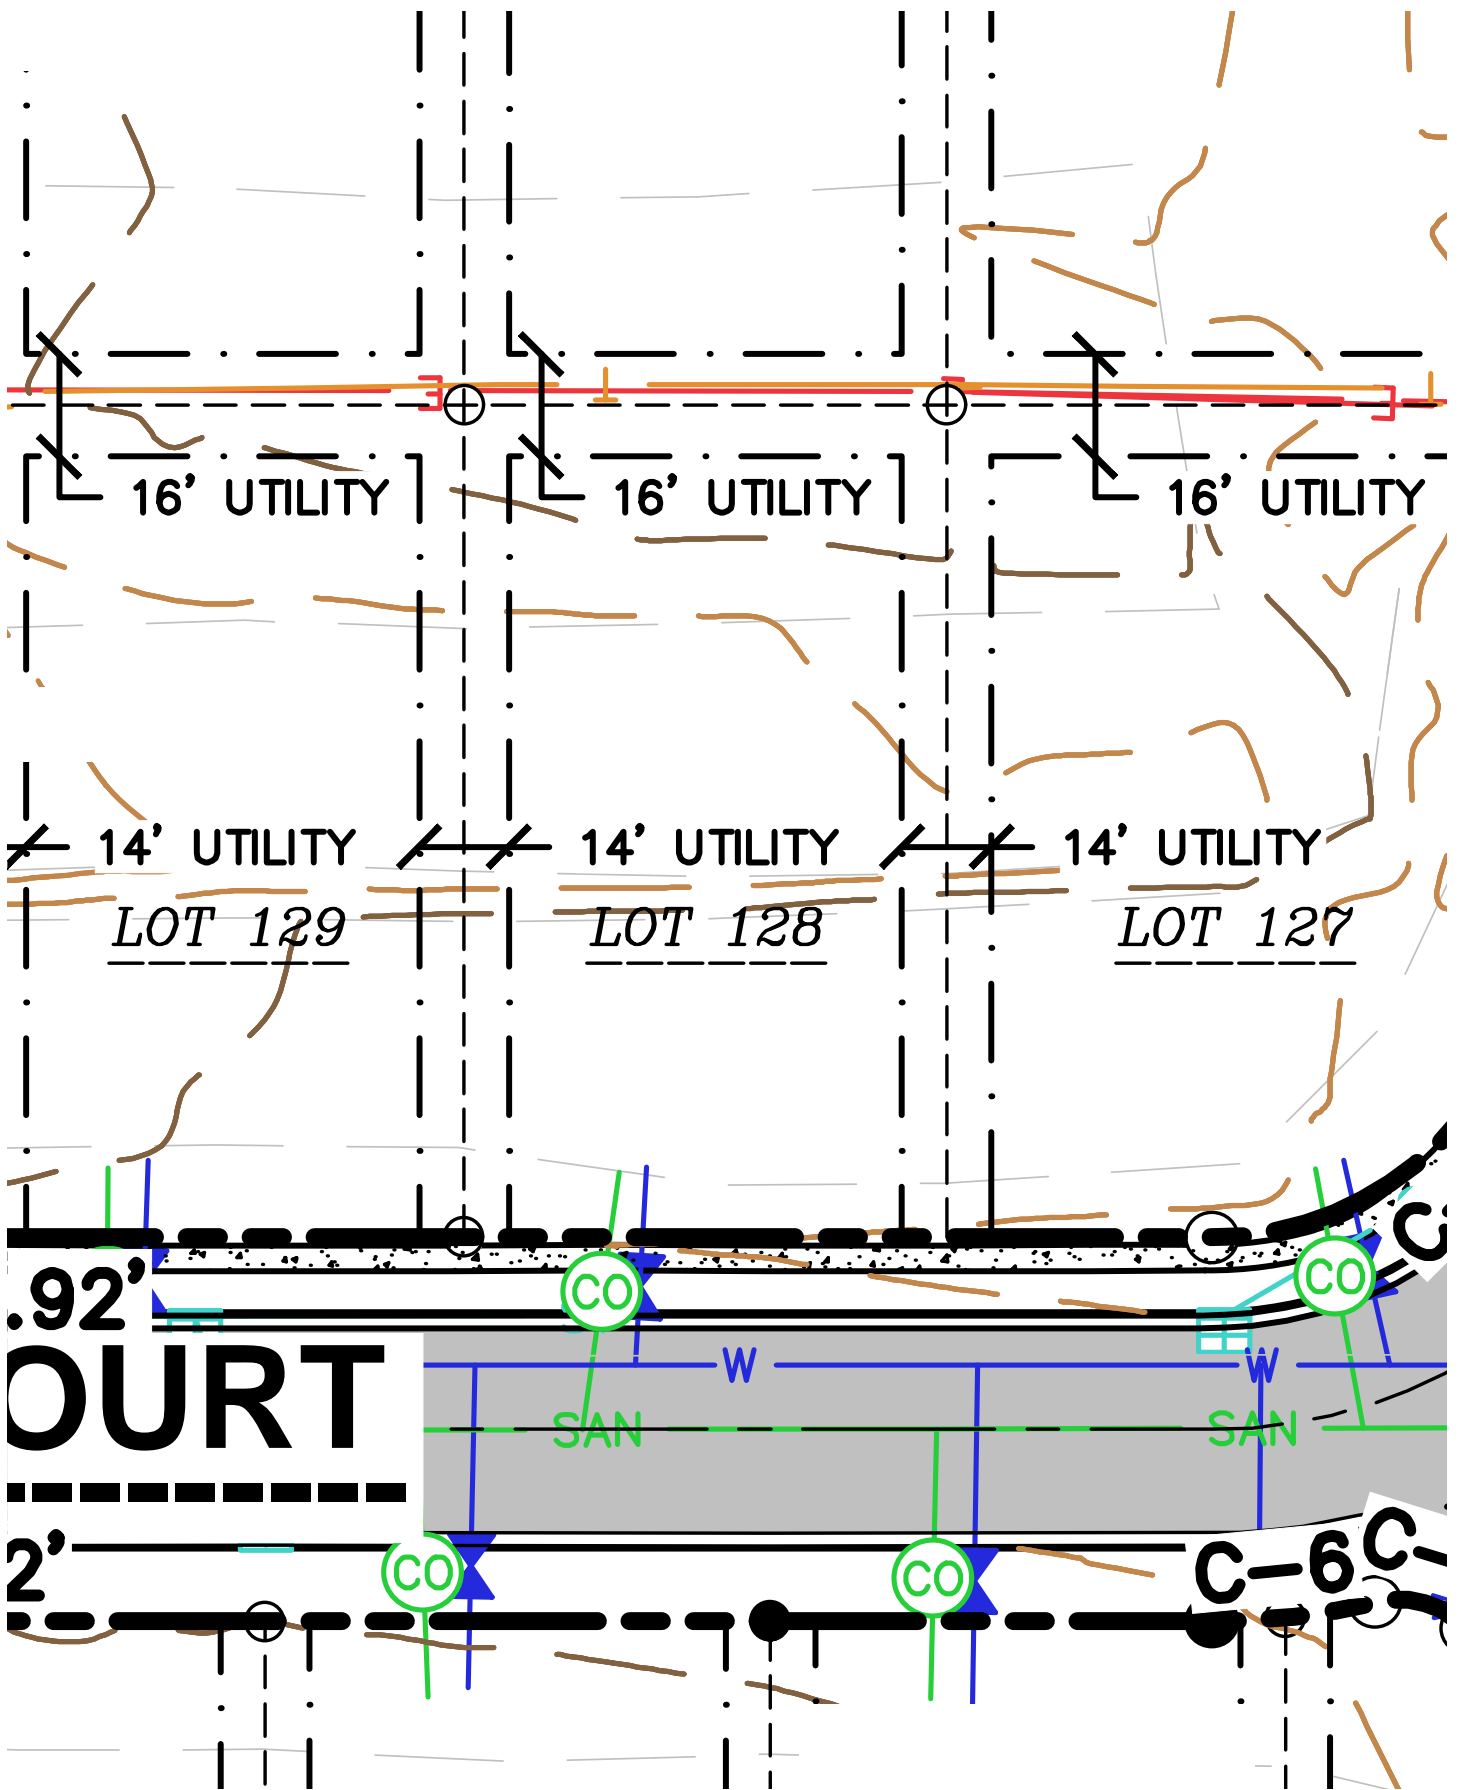 16’ UTILITY 16’ UTILITY 16’ UTILITY
14’ UTILITY 14’ UTILITY 14’ UTILITY
LOT 129 LOT 128 LOT 127
.92’ CO CO
OURT W W
SAN SAN
2’ CO CO C–6 C–